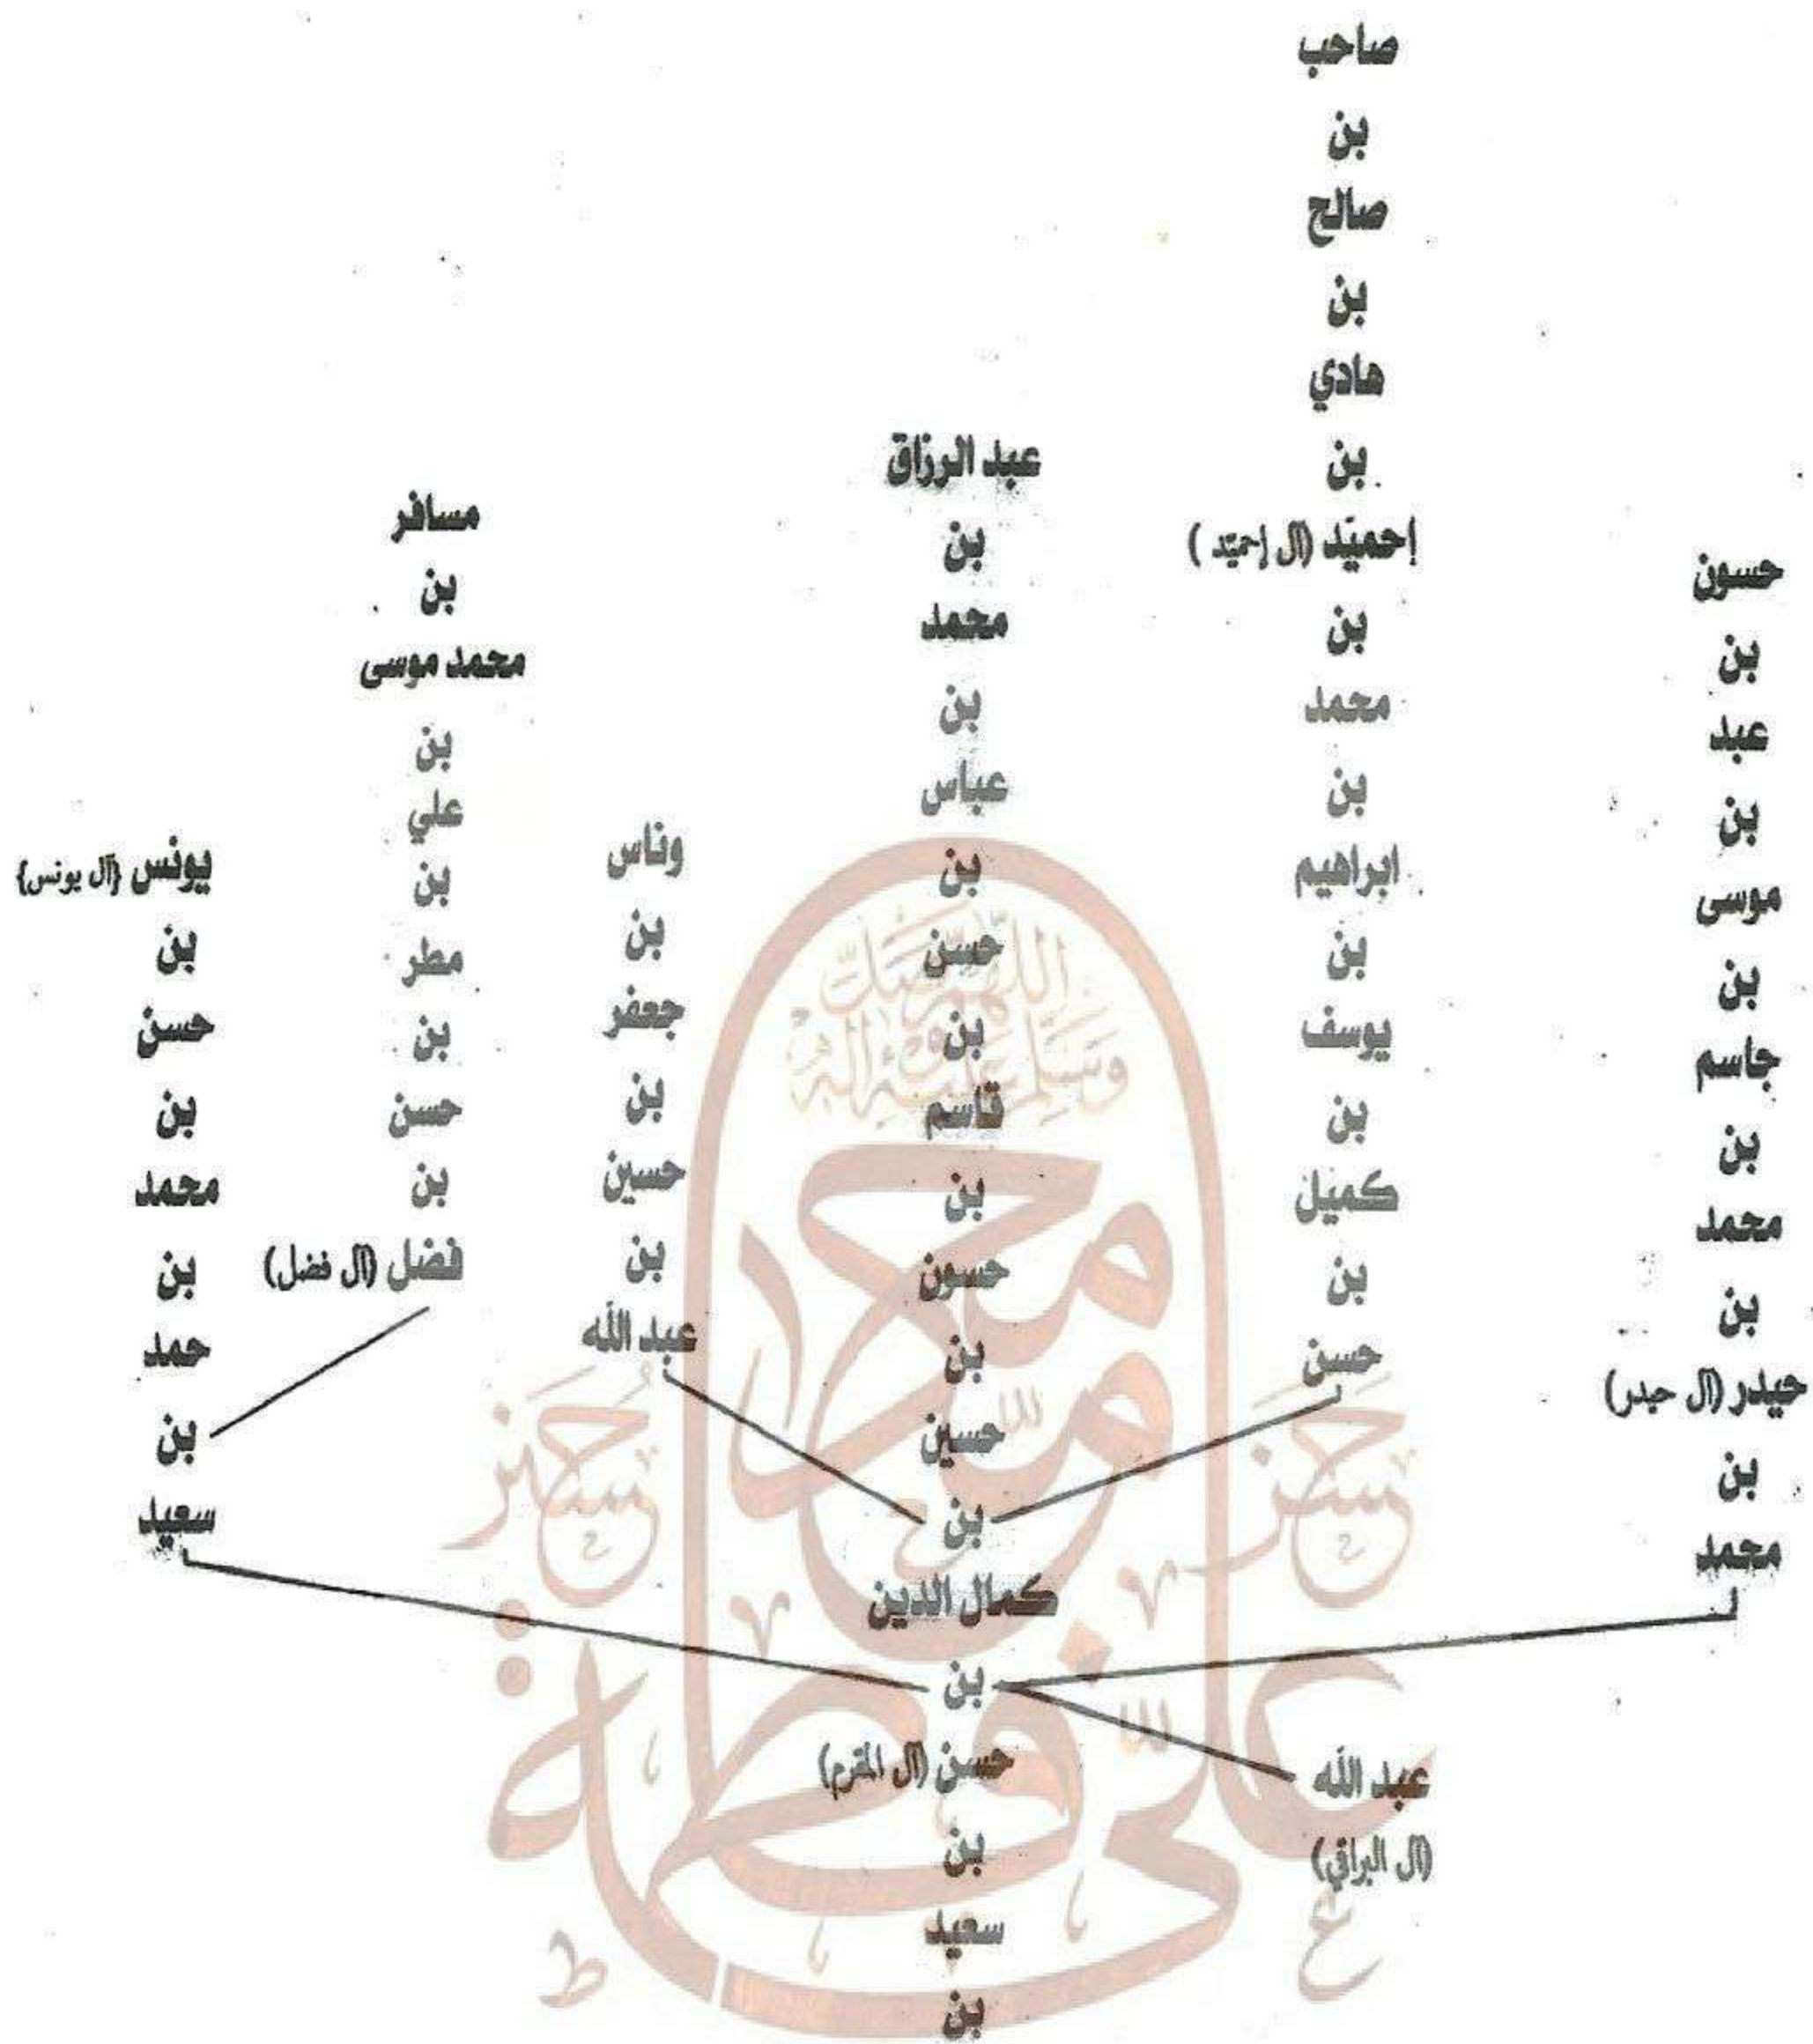 حسون
بن
عبد
بن
موسى
بن
جاسم
بن
محمد
بن
حيدر (آل حيدر)
بن
محمد
صاحب
بن
صالح
بن
هادي
بن
إحميّد (آل إحميّد)
بن
محمد
بن
ابراهيم
بن
يوسف
بن
كميل
بن
حسن
عبد الله
(آل البراقي)
عبد الرزاق
بن
محمد
بن
عباس
بن
حسن
بن
قاسم
بن
حسون
بن
حسين
بن
كمال الدين
بن
حسن (آل المقرم)
بن
سعيد
بن
وناس
بن
جعفر
بن
حسين
بن
عبد الله
مسافر
بن
محمد موسى
بن
علي
بن
مطر
بن
حسن
بن
فضل (آل فضل)
يونس {آل يونس}
بن
حسن
بن
محمد
بن
حمد
بن
سعيد
محمد
علي
فاطمة
حسن
حسين